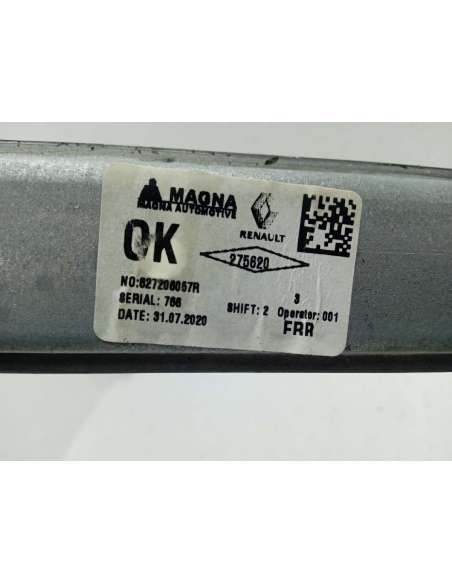 MAGNA
MAGNA AUTOMOTIVE
RENAULT
OK
275620
NO:827206067R
SERIAL: 766
SHIFT: 2
3
Operator: 001
DATE: 31.07.2020
FRR